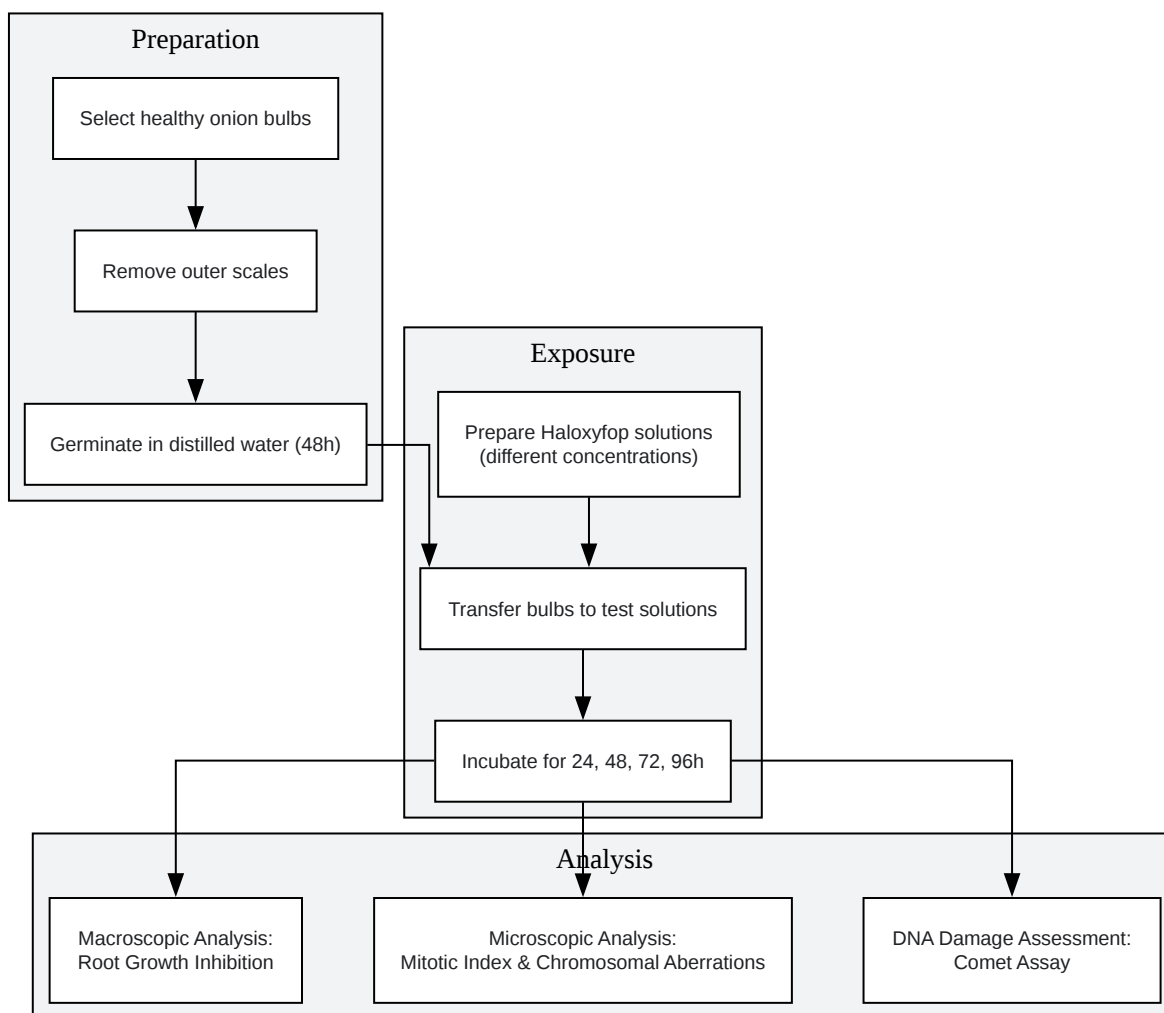 Preparation
Select healthy onion bulbs
Remove outer scales
Germinate in distilled water (48h)
Exposure
Prepare Haloxyfop solutions
(different concentrations)
Transfer bulbs to test solutions
Incubate for 24, 48, 72, 96h
Analysis
Macroscopic Analysis:
Root Growth Inhibition
Microscopic Analysis:
Mitotic Index & Chromosomal Aberrations
DNA Damage Assessment:
Comet Assay